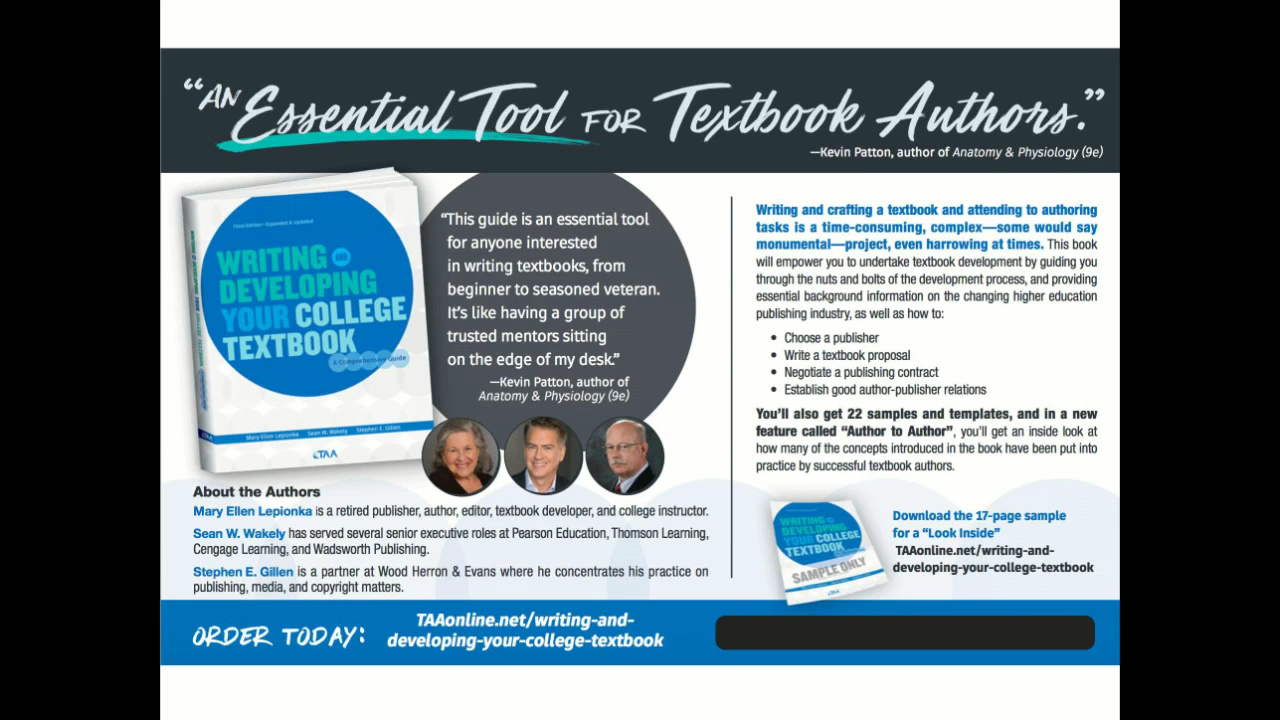 “AN Essential Tool FOR Textbook Authors.”
—Kevin Patton, author of Anatomy & Physiology (9e)
Third Edition • Expanded & Updated
WRITING AND
DEVELOPING
YOUR COLLEGE
TEXTBOOK
A Comprehensive Guide
Mary Ellen Lepionka Sean W. Wakely Stephen E. Gillen
TAA
“This guide is an essential tool
for anyone interested
in writing textbooks, from
beginner to seasoned veteran.
It’s like having a group of
trusted mentors sitting
on the edge of my desk.”
—Kevin Patton, author of
Anatomy & Physiology (9e)
About the Authors
Mary Ellen Lepionka is a retired publisher, author, editor, textbook developer, and college instructor.
Sean W. Wakely has served several senior executive roles at Pearson Education, Thomson Learning,
Cengage Learning, and Wadsworth Publishing.
Stephen E. Gillen is a partner at Wood Herron & Evans where he concentrates his practice on
publishing, media, and copyright matters.
Writing and crafting a textbook and attending to authoring
tasks is a time-consuming, complex—some would say
monumental—project, even harrowing at times. This book
will empower you to undertake textbook development by guiding you
through the nuts and bolts of the development process, and providing
essential background information on the changing higher education
publishing industry, as well as how to:
• Choose a publisher
• Write a textbook proposal
• Negotiate a publishing contract
• Establish good author-publisher relations
You’ll also get 22 samples and templates, and in a new
feature called “Author to Author”, you’ll get an inside look at
how many of the concepts introduced in the book have been put into
practice by successful textbook authors.
WRITING AND
DEVELOPING
YOUR COLLEGE
TEXTBOOK
SAMPLE ONLY
Download the 17-page sample
for a “Look Inside”
TAAonline.net/writing-and-
developing-your-college-textbook
ORDER TODAY:
TAAonline.net/writing-and-
developing-your-college-textbook